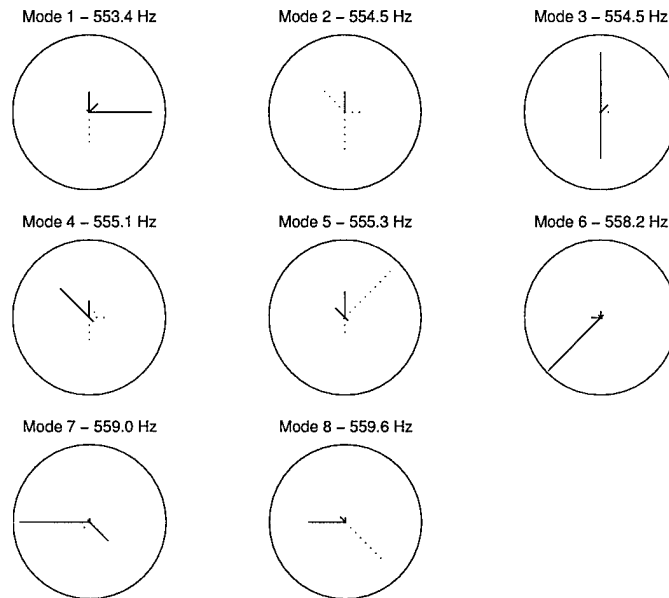 Mode 1 – 553.4 Hz
Mode 2 – 554.5 Hz
Mode 3 – 554.5 Hz
Mode 4 – 555.1 Hz
Mode 5 – 555.3 Hz
Mode 6 – 558.2 Hz
Mode 7 – 559.0 Hz
Mode 8 – 559.6 Hz